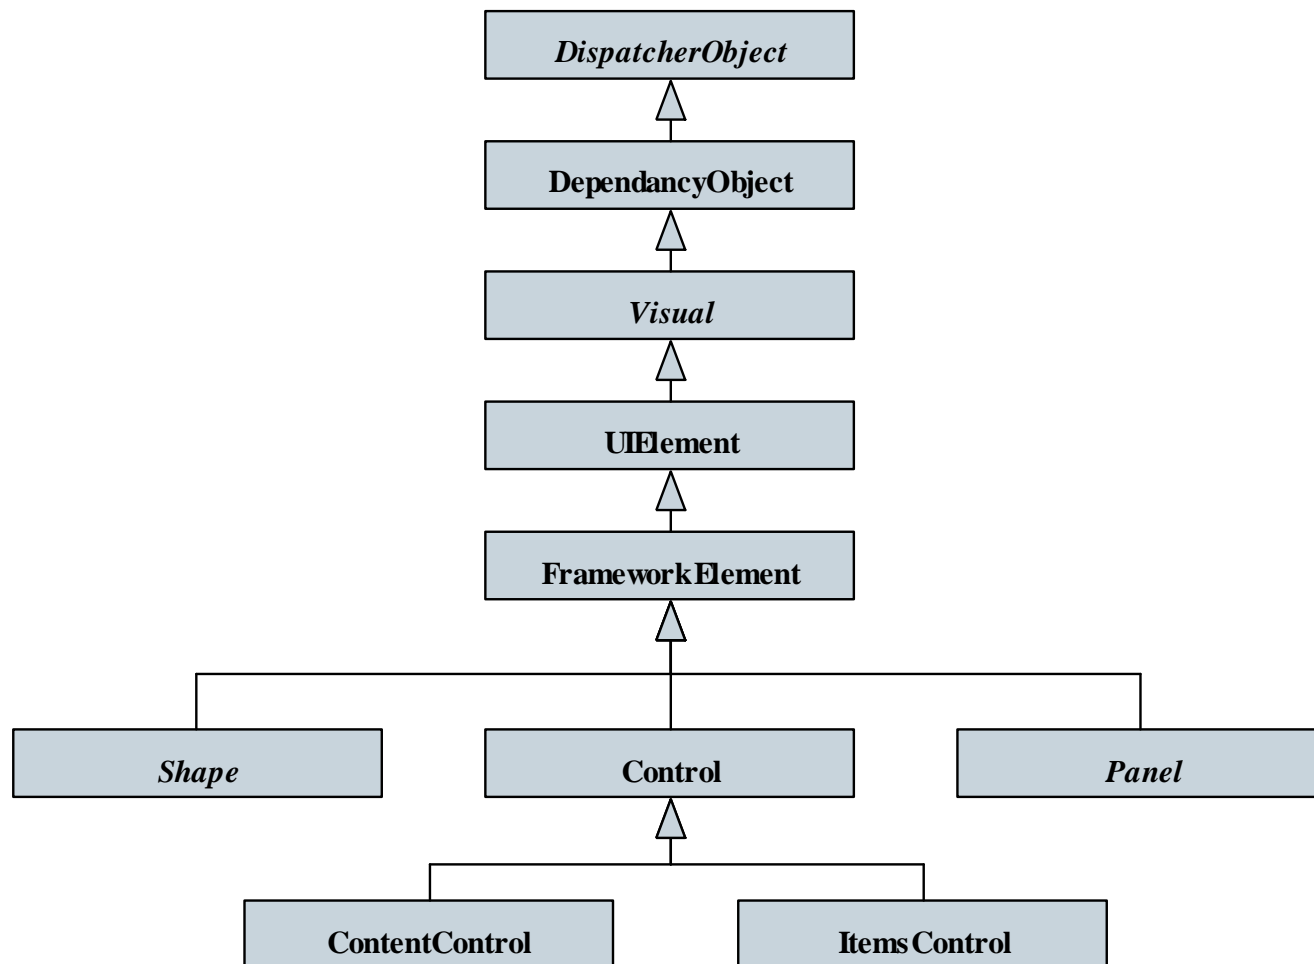 DispatcherObject
DependancyObject
Visual
UIElement
FrameworkElement
Shape
Control
Panel
ContentControl
ItemsControl